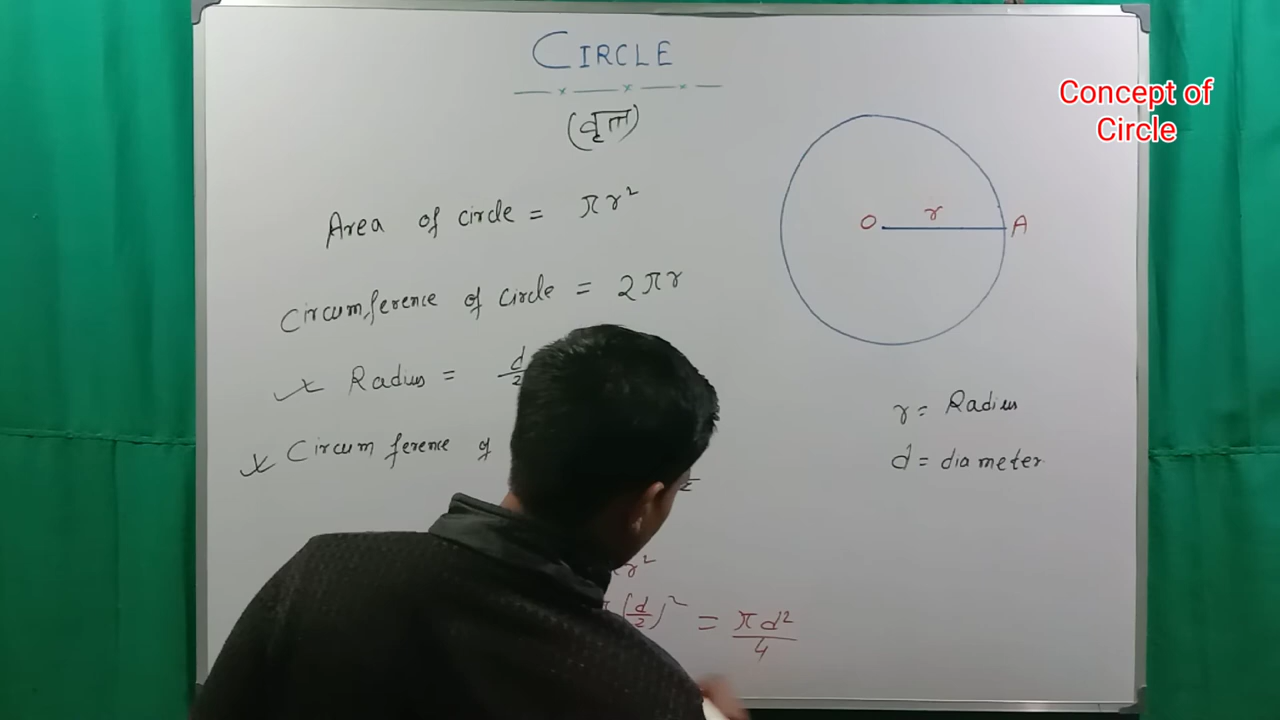 CIRCLE
(वृत्त)
Area of circle = πr²
Circumference of circle = 2πr
Radius = d/2
Circumference of
πr²
(d/2)² = πd²/4
O r A
r = Radius
d = diameter
Concept of
Circle